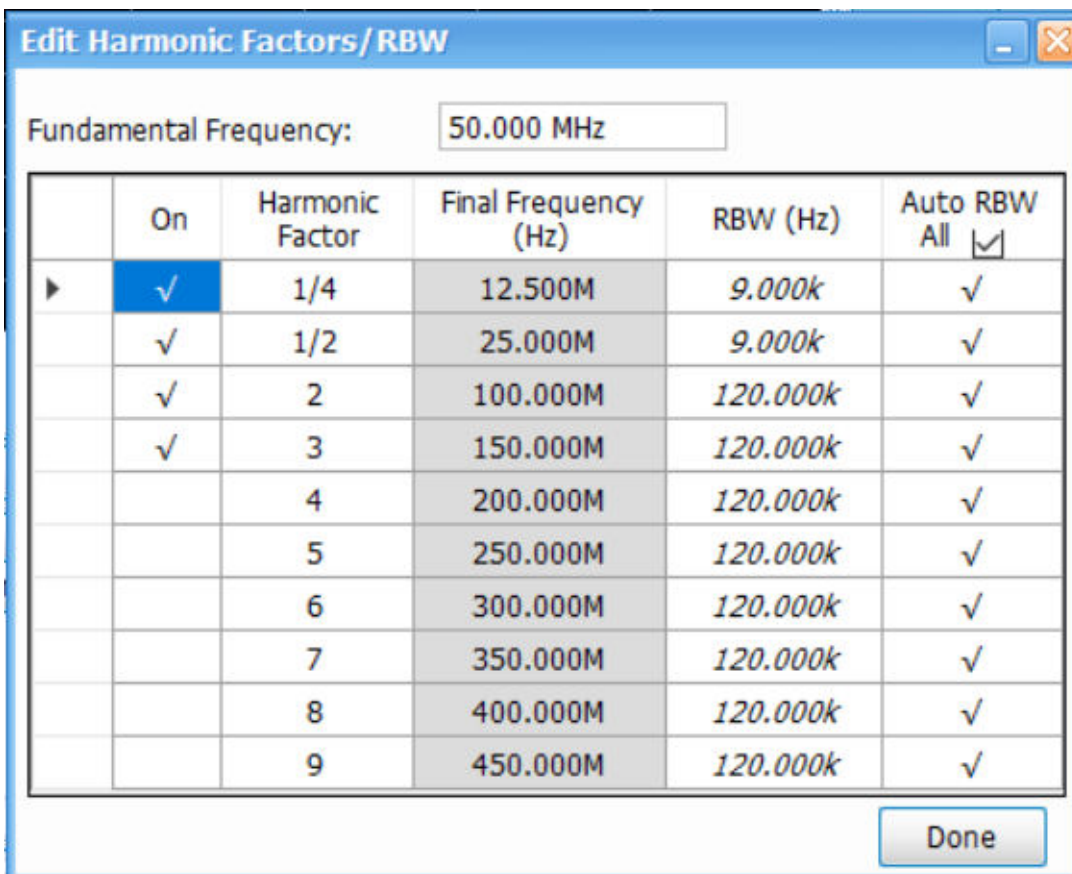 Edit Harmonic Factors/RBW
Fundamental Frequency: 50.000 MHz
On Harmonic Factor Final Frequency (Hz) RBW (Hz) Auto RBW All
√ 1/4 12.500M 9.000k √
√ 1/2 25.000M 9.000k √
√ 2 100.000M 120.000k √
√ 3 150.000M 120.000k √
4 200.000M 120.000k √
5 250.000M 120.000k √
6 300.000M 120.000k √
7 350.000M 120.000k √
8 400.000M 120.000k √
9 450.000M 120.000k √
Done